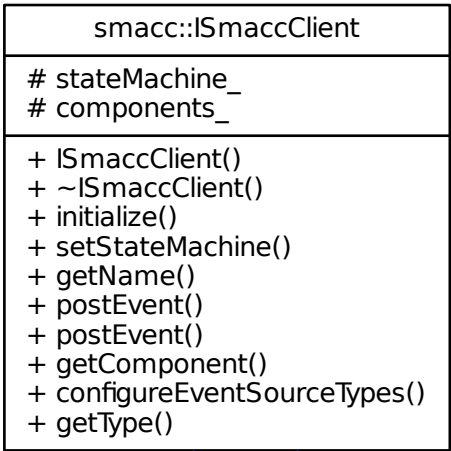 smacc::ISmaccClient
# stateMachine_
# components_
+ ISmaccClient()
+ ~ISmaccClient()
+ initialize()
+ setStateMachine()
+ getName()
+ postEvent()
+ postEvent()
+ getComponent()
+ configureEventSourceTypes()
+ getType()